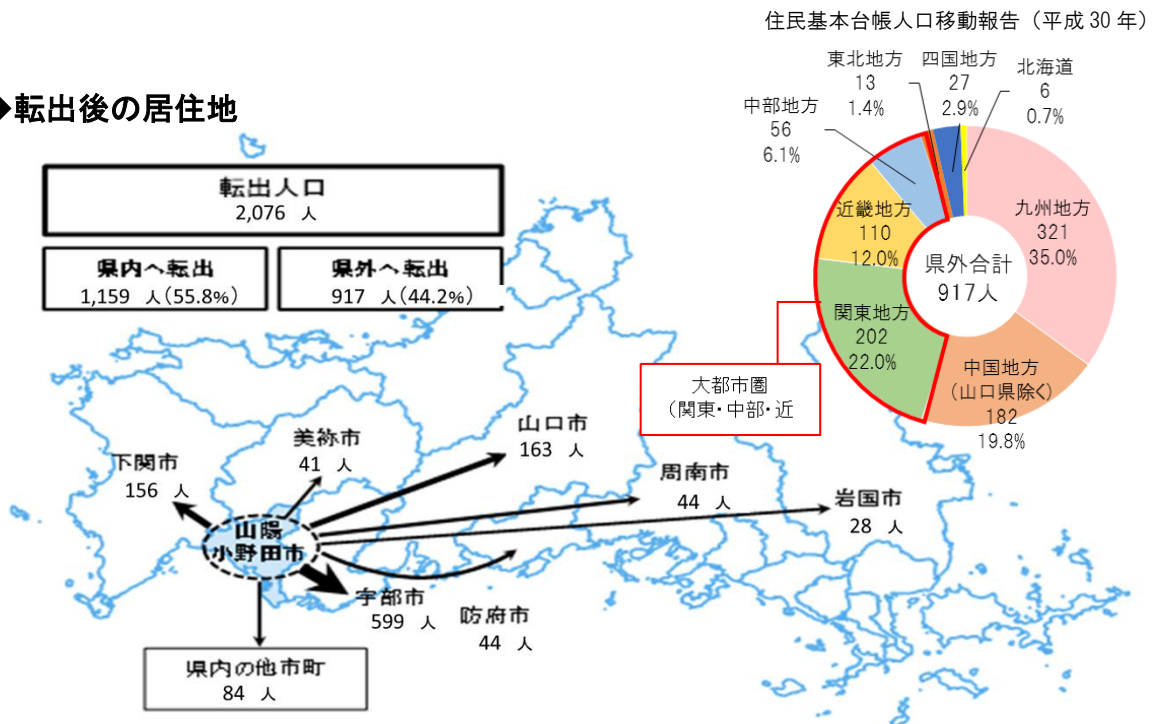 住民基本台帳人口移動報告（平成30年）
◆転出後の居住地
転出人口
2,076 人
県内へ転出
1,159 人(55.8%)
県外へ転出
917 人(44.2%)
東北地方
13
1.4%
四国地方
27
2.9%
北海道
6
0.7%
中部地方
56
6.1%
近畿地方
110
12.0%
九州地方
321
35.0%
県外合計
917人
関東地方
202
22.0%
中国地方
(山口県除く)
182
19.8%
大都市圏
（関東・中部・近
下関市
156 人
美祢市
41 人
山口市
163 人
周南市
44 人
岩国市
28 人
山陽
小野田市
宇部市
599 人
防府市
44 人
県内の他市町
84 人